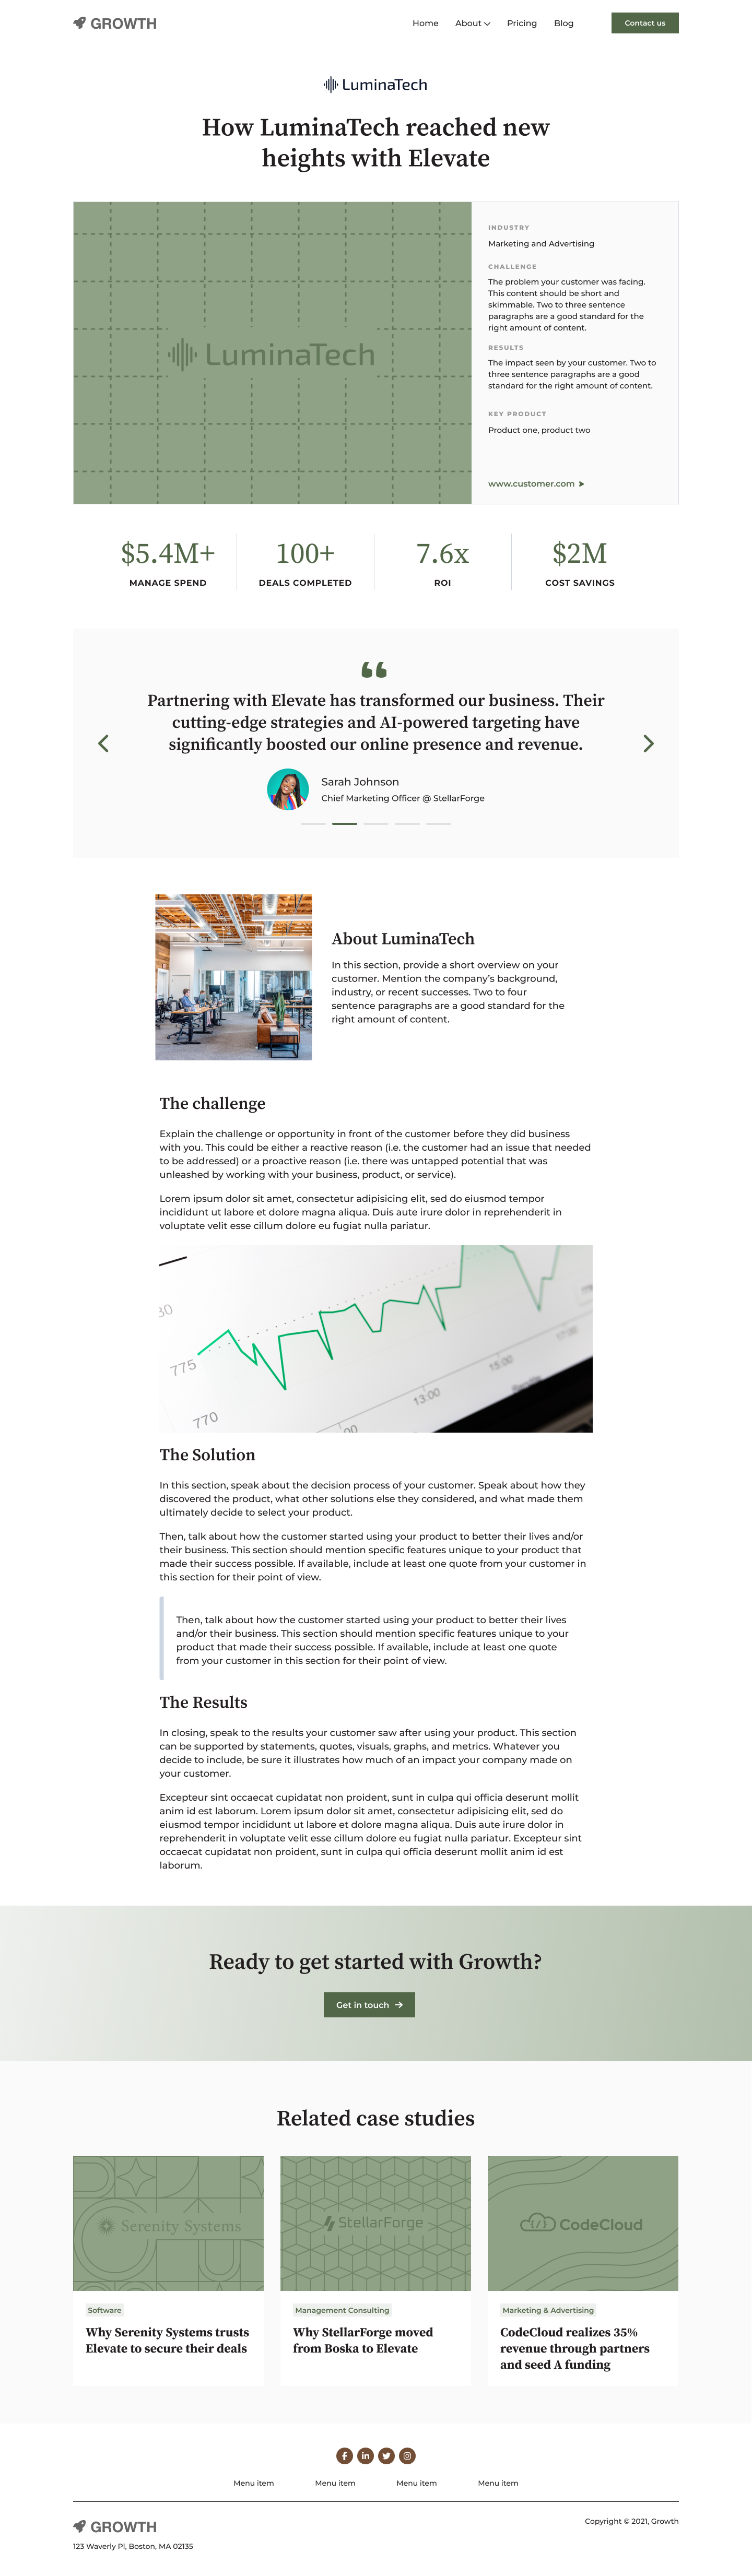 GROWTH
Home
About
Pricing
Blog
Contact us
LuminaTech
How LuminaTech reached new
heights with Elevate
LuminaTech
INDUSTRY
Marketing and Advertising
CHALLENGE
The problem your customer was facing.
This content should be short and
skimmable. Two to three sentence
paragraphs are a good standard for the
right amount of content.
RESULTS
The impact seen by your customer. Two to
three sentence paragraphs are a good
standard for the right amount of content.
KEY PRODUCT
Product one, product two
www.customer.com
$5.4M+
MANAGE SPEND
100+
DEALS COMPLETED
7.6x
ROI
$2M
COST SAVINGS
Partnering with Elevate has transformed our business. Their
cutting-edge strategies and AI-powered targeting have
significantly boosted our online presence and revenue.
Sarah Johnson
Chief Marketing Officer @ StellarForge
About LuminaTech
In this section, provide a short overview on your
customer. Mention the company’s background,
industry, or recent successes. Two to four
sentence paragraphs are a good standard for the
right amount of content.
The challenge
Explain the challenge or opportunity in front of the customer before they did business
with you. This could be either a reactive reason (i.e. the customer had an issue that needed
to be addressed) or a proactive reason (i.e. there was untapped potential that was
unleashed by working with your business, product, or service).
Lorem ipsum dolor sit amet, consectetur adipisicing elit, sed do eiusmod tempor
incididunt ut labore et dolore magna aliqua. Duis aute irure dolor in reprehenderit in
voluptate velit esse cillum dolore eu fugiat nulla pariatur.
775
770
13:00
15:00
17:00
The Solution
In this section, speak about the decision process of your customer. Speak about how they
discovered the product, what other solutions else they considered, and what made them
ultimately decide to select your product.
Then, talk about how the customer started using your product to better their lives and/or
their business. This section should mention specific features unique to your product that
made their success possible. If available, include at least one quote from your customer in
this section for their point of view.
Then, talk about how the customer started using your product to better their lives
and/or their business. This section should mention specific features unique to your
product that made their success possible. If available, include at least one quote
from your customer in this section for their point of view.
The Results
In closing, speak to the results your customer saw after using your product. This section
can be supported by statements, quotes, visuals, graphs, and metrics. Whatever you
decide to include, be sure it illustrates how much of an impact your company made on
your customer.
Excepteur sint occaecat cupidatat non proident, sunt in culpa qui officia deserunt mollit
anim id est laborum. Lorem ipsum dolor sit amet, consectetur adipisicing elit, sed do
eiusmod tempor incididunt ut labore et dolore magna aliqua. Duis aute irure dolor in
reprehenderit in voluptate velit esse cillum dolore eu fugiat nulla pariatur. Excepteur sint
occaecat cupidatat non proident, sunt in culpa qui officia deserunt mollit anim id est
laborum.
Ready to get started with Growth?
Get in touch
Related case studies
Serenity Systems
Software
Why Serenity Systems trusts
Elevate to secure their deals
StellarForge
Management Consulting
Why StellarForge moved
from Boska to Elevate
CodeCloud
Marketing & Advertising
CodeCloud realizes 35%
revenue through partners
and seed A funding
Menu item
Menu item
Menu item
Menu item
GROWTH
123 Waverly Pl, Boston, MA 02135
Copyright © 2021, Growth